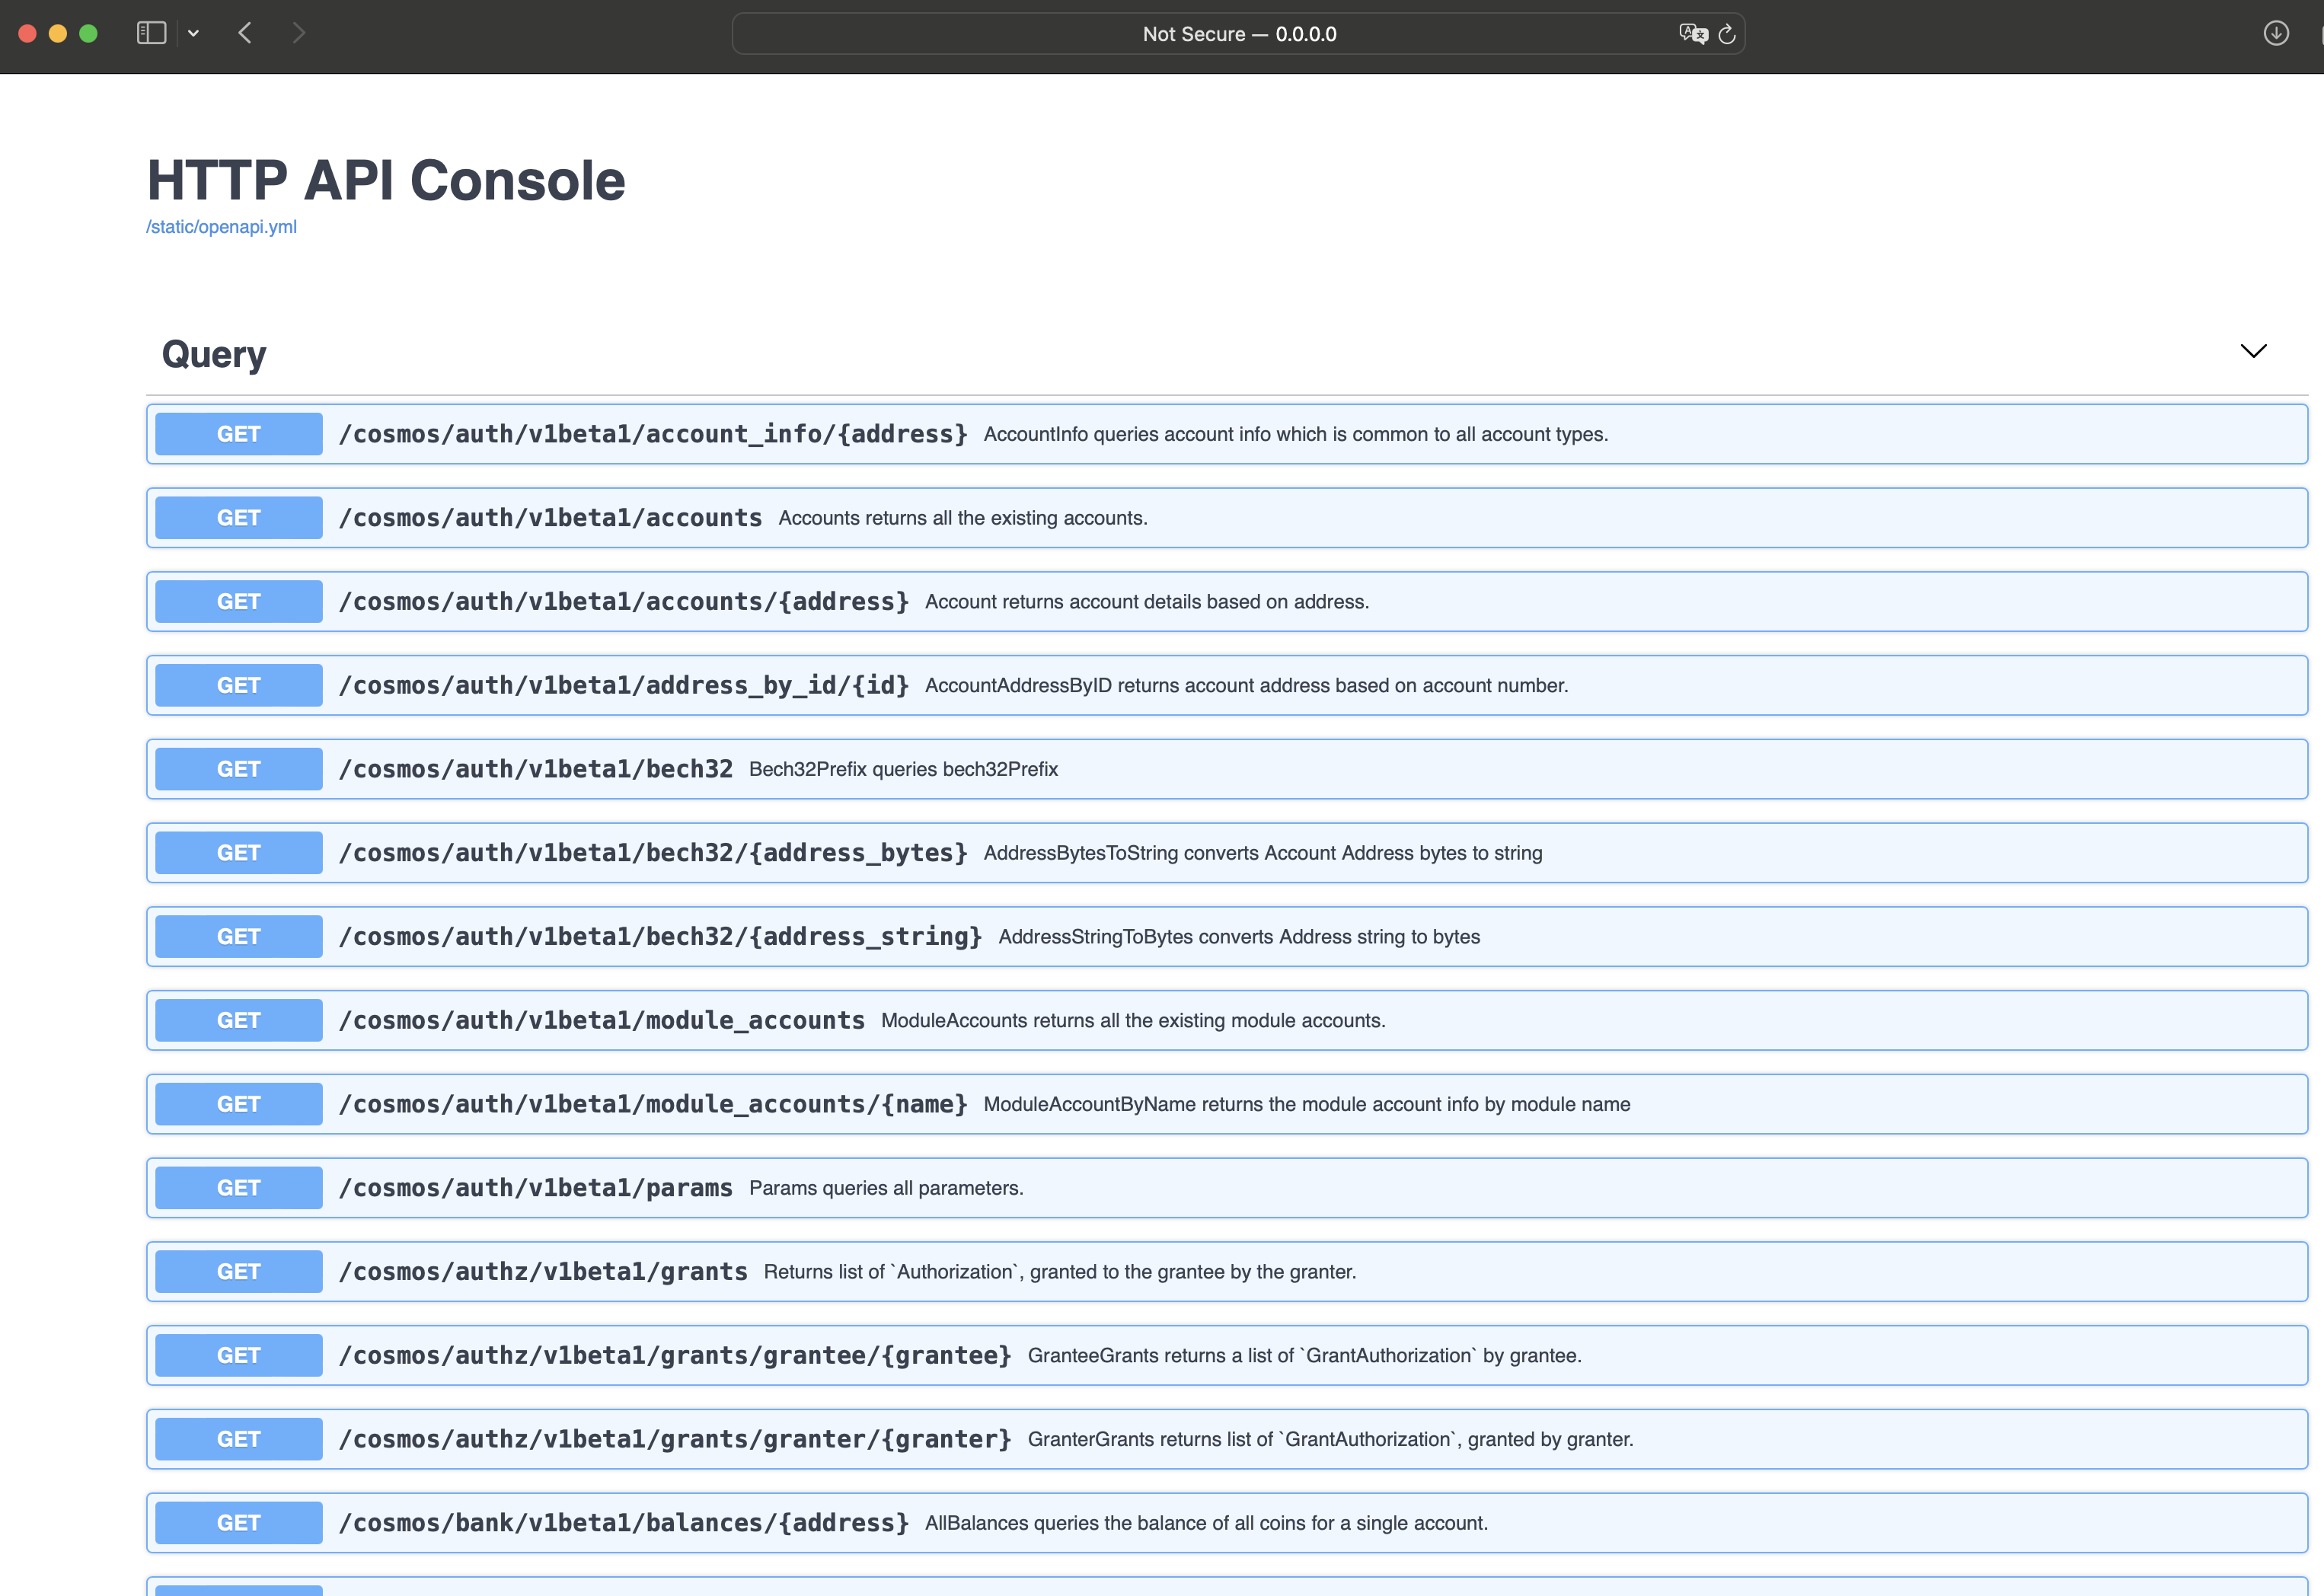 Not Secure — 0.0.0.0
HTTP API Console
/static/openapi.yml
Query
GET /cosmos/auth/v1beta1/account_info/{address} AccountInfo queries account info which is common to all account types.
GET /cosmos/auth/v1beta1/accounts Accounts returns all the existing accounts.
GET /cosmos/auth/v1beta1/accounts/{address} Account returns account details based on address.
GET /cosmos/auth/v1beta1/address_by_id/{id} AccountAddressByID returns account address based on account number.
GET /cosmos/auth/v1beta1/bech32 Bech32Prefix queries bech32Prefix
GET /cosmos/auth/v1beta1/bech32/{address_bytes} AddressBytesToString converts Account Address bytes to string
GET /cosmos/auth/v1beta1/bech32/{address_string} AddressStringToBytes converts Address string to bytes
GET /cosmos/auth/v1beta1/module_accounts ModuleAccounts returns all the existing module accounts.
GET /cosmos/auth/v1beta1/module_accounts/{name} ModuleAccountByName returns the module account info by module name
GET /cosmos/auth/v1beta1/params Params queries all parameters.
GET /cosmos/authz/v1beta1/grants Returns list of `Authorization`, granted to the grantee by the granter.
GET /cosmos/authz/v1beta1/grants/grantee/{grantee} GranteeGrants returns a list of `GrantAuthorization` by grantee.
GET /cosmos/authz/v1beta1/grants/granter/{granter} GranterGrants returns list of `GrantAuthorization`, granted by granter.
GET /cosmos/bank/v1beta1/balances/{address} AllBalances queries the balance of all coins for a single account.